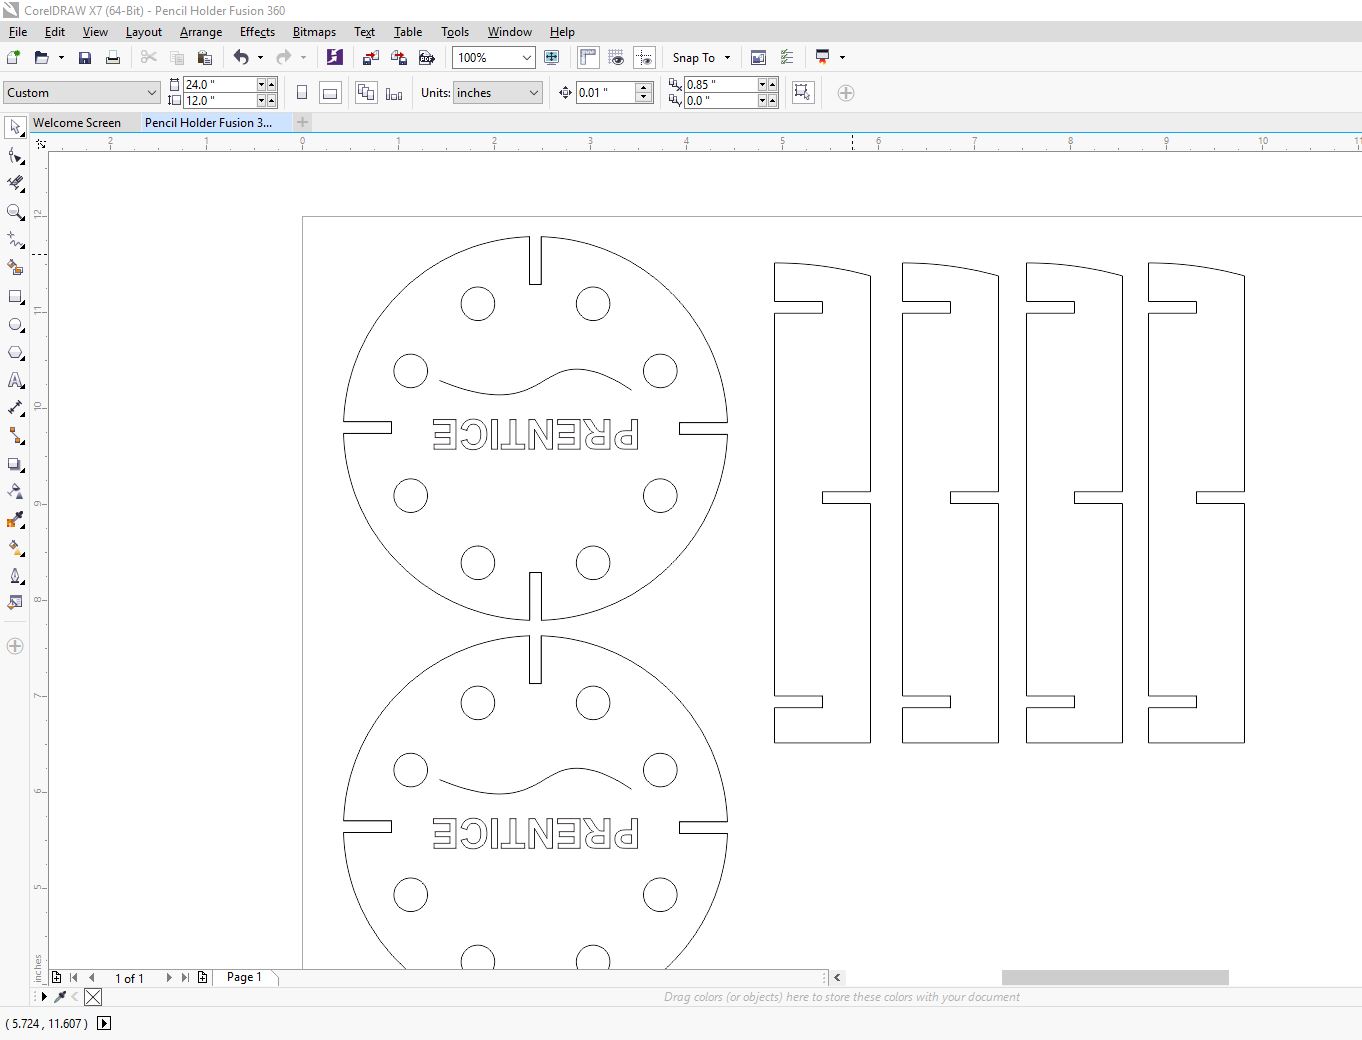 CorelDRAW X7 (64-Bit) - Pencil Holder Fusion 360
File Edit View Layout Arrange Effects Bitmaps Text Table Tools Window Help
100% PDF Snap To
Custom 24.0 " 12.0 " Units: inches 0.01 " 0.85 " 0.0 "
Welcome Screen Pencil Holder Fusion 3...
2 1 0 1 2 3 4 5 6 7 8 9 10 11
12
11
10
9
8
7
6
5
inches
PRENTICE
PRENTICE
1 of 1 Page 1
Drag colors (or objects) here to store these colors with your document
( 5.724 , 11.607 )